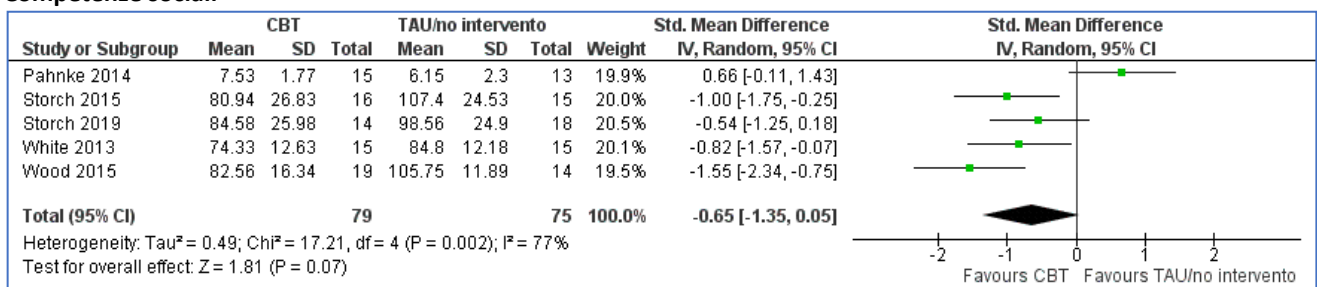 CBT TAU/no intervento Std. Mean Difference Std. Mean Difference
Study or Subgroup Mean SD Total Mean SD Total Weight IV, Random, 95% CI IV, Random, 95% CI
Pahnke 2014 7.53 1.77 15 6.15 2.3 13 19.9% 0.66 [-0.11, 1.43]
Storch 2015 80.94 26.83 16 107.4 24.53 15 20.0% -1.00 [-1.75, -0.25]
Storch 2019 84.58 25.98 14 98.56 24.9 18 20.5% -0.54 [-1.25, 0.18]
White 2013 74.33 12.63 15 84.8 12.18 15 20.1% -0.82 [-1.57, -0.07]
Wood 2015 82.56 16.34 19 105.75 11.89 14 19.5% -1.55 [-2.34, -0.75]
Total (95% CI) 79 75 100.0% -0.65 [-1.35, 0.05]
Heterogeneity: Tau² = 0.49; Chi² = 17.21, df = 4 (P = 0.002); I² = 77%
Test for overall effect: Z = 1.81 (P = 0.07)
-2 -1 0 1 2
Favours CBT Favours TAU/no intervento